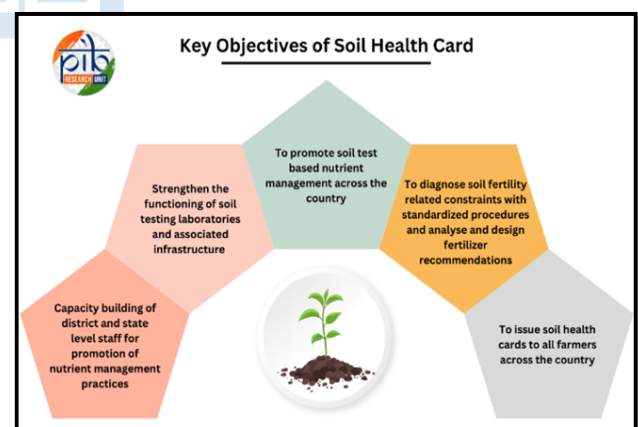 pib
RESEARCH UNIT
Key Objectives of Soil Health Card
Capacity building of
district and state
level staff for
promotion of
nutrient management
practices
Strengthen the
functioning of soil
testing laboratories
and associated
infrastructure
To promote soil test
based nutrient
management across the
country
To diagnose soil fertility
related constraints with
standardized procedures
and analyse and design
fertilizer
recommendations
To issue soil health
cards to all farmers
across the country